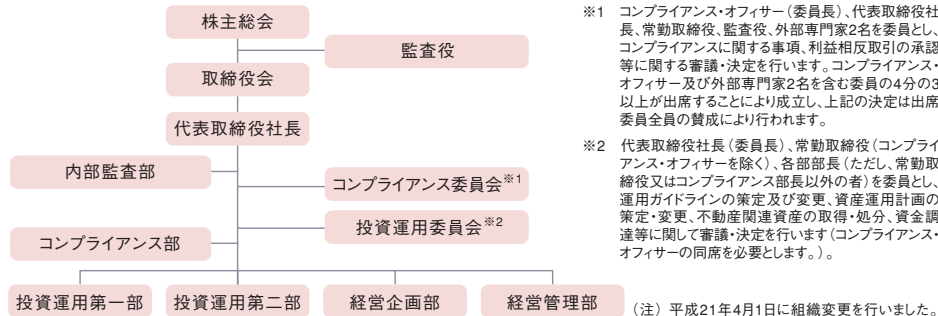 株主総会
監査役
取締役会
代表取締役社長
内部監査部
コンプライアンス委員会※1
投資運用委員会※2
コンプライアンス部
投資運用第一部
投資運用第二部
経営企画部
経営管理部
※1 コンプライアンス・オフィサー(委員長)、代表取締役社
長、常勤取締役、監査役、外部専門家2名を委員とし、
コンプライアンスに関する事項、利益相反取引の承認
等に関する審議・決定を行います。コンプライアンス・
オフィサー及び外部専門家2名を含む委員の4分の3
以上が出席することにより成立し、上記の決定は出席
委員全員の賛成により行われます。
※2 代表取締役社長(委員長)、常勤取締役(コンプライ
アンス・オフィサーを除く)、各部部長(ただし、常勤取
締役又はコンプライアンス部長以外の者)を委員とし、
運用ガイドラインの策定及び変更、資産運用計画の
策定・変更、不動産関連資産の取得・処分、資金調
達等に関して審議・決定を行います(コンプライアンス・
オフィサーの同席を必要とします。)。
(注) 平成21年4月1日に組織変更を行いました。